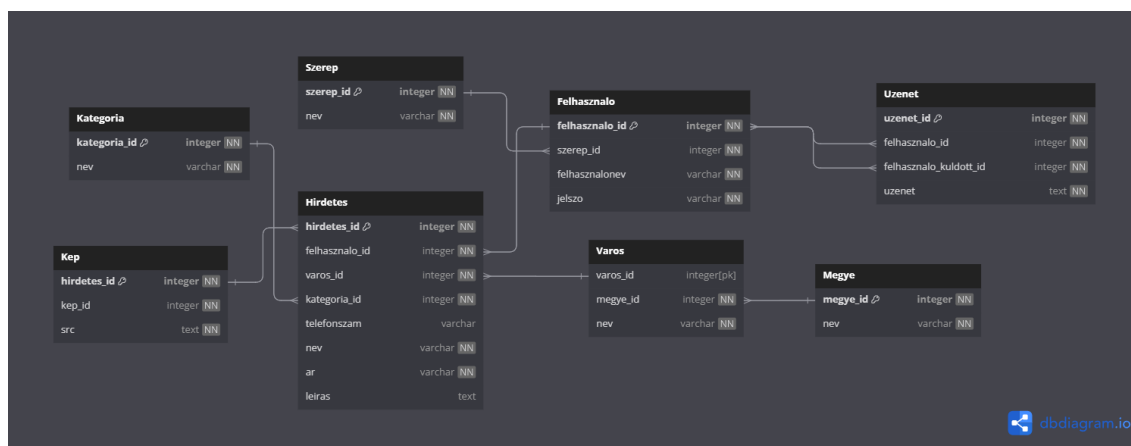 Kategoria
kategoria_id integer NN
nev varchar NN
Szerep
szerep_id integer NN
nev varchar NN
Felhasznalo
felhasznalo_id integer NN
szerep_id integer NN
felhasznalonev varchar NN
jelszo varchar NN
Uzenet
uzenet_id integer NN
felhasznalo_id integer NN
felhasznalo_kuldott_id integer NN
uzenet text NN
Kep
hirdetes_id integer NN
kep_id integer NN
src text NN
Hirdetes
hirdetes_id integer NN
felhasznalo_id integer NN
varos_id integer NN
kategoria_id integer NN
telefonszam varchar
nev varchar NN
ar varchar NN
leiras text
Varos
varos_id integer[pk]
megye_id integer NN
nev varchar NN
Megye
megye_id integer NN
nev varchar NN
dbdiagram.io